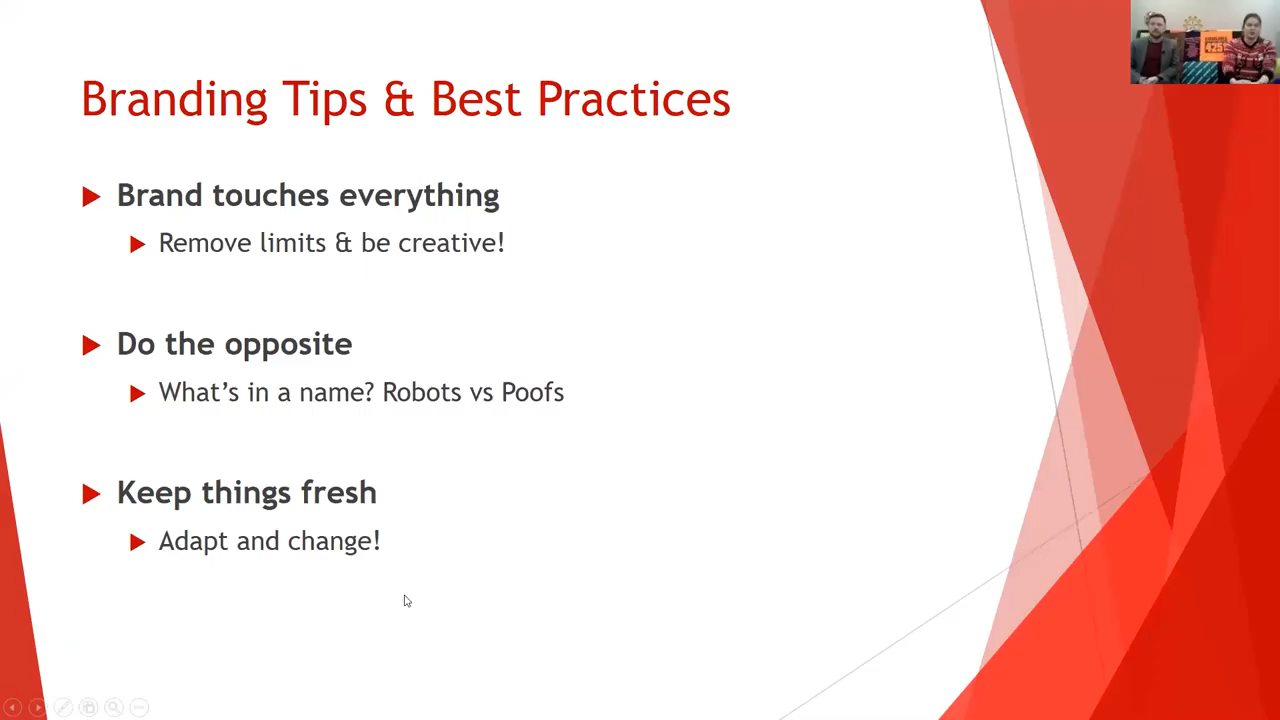 Branding Tips & Best Practices
Brand touches everything
Remove limits & be creative!
Do the opposite
What's in a name? Robots vs Poofs
Keep things fresh
Adapt and change!
425